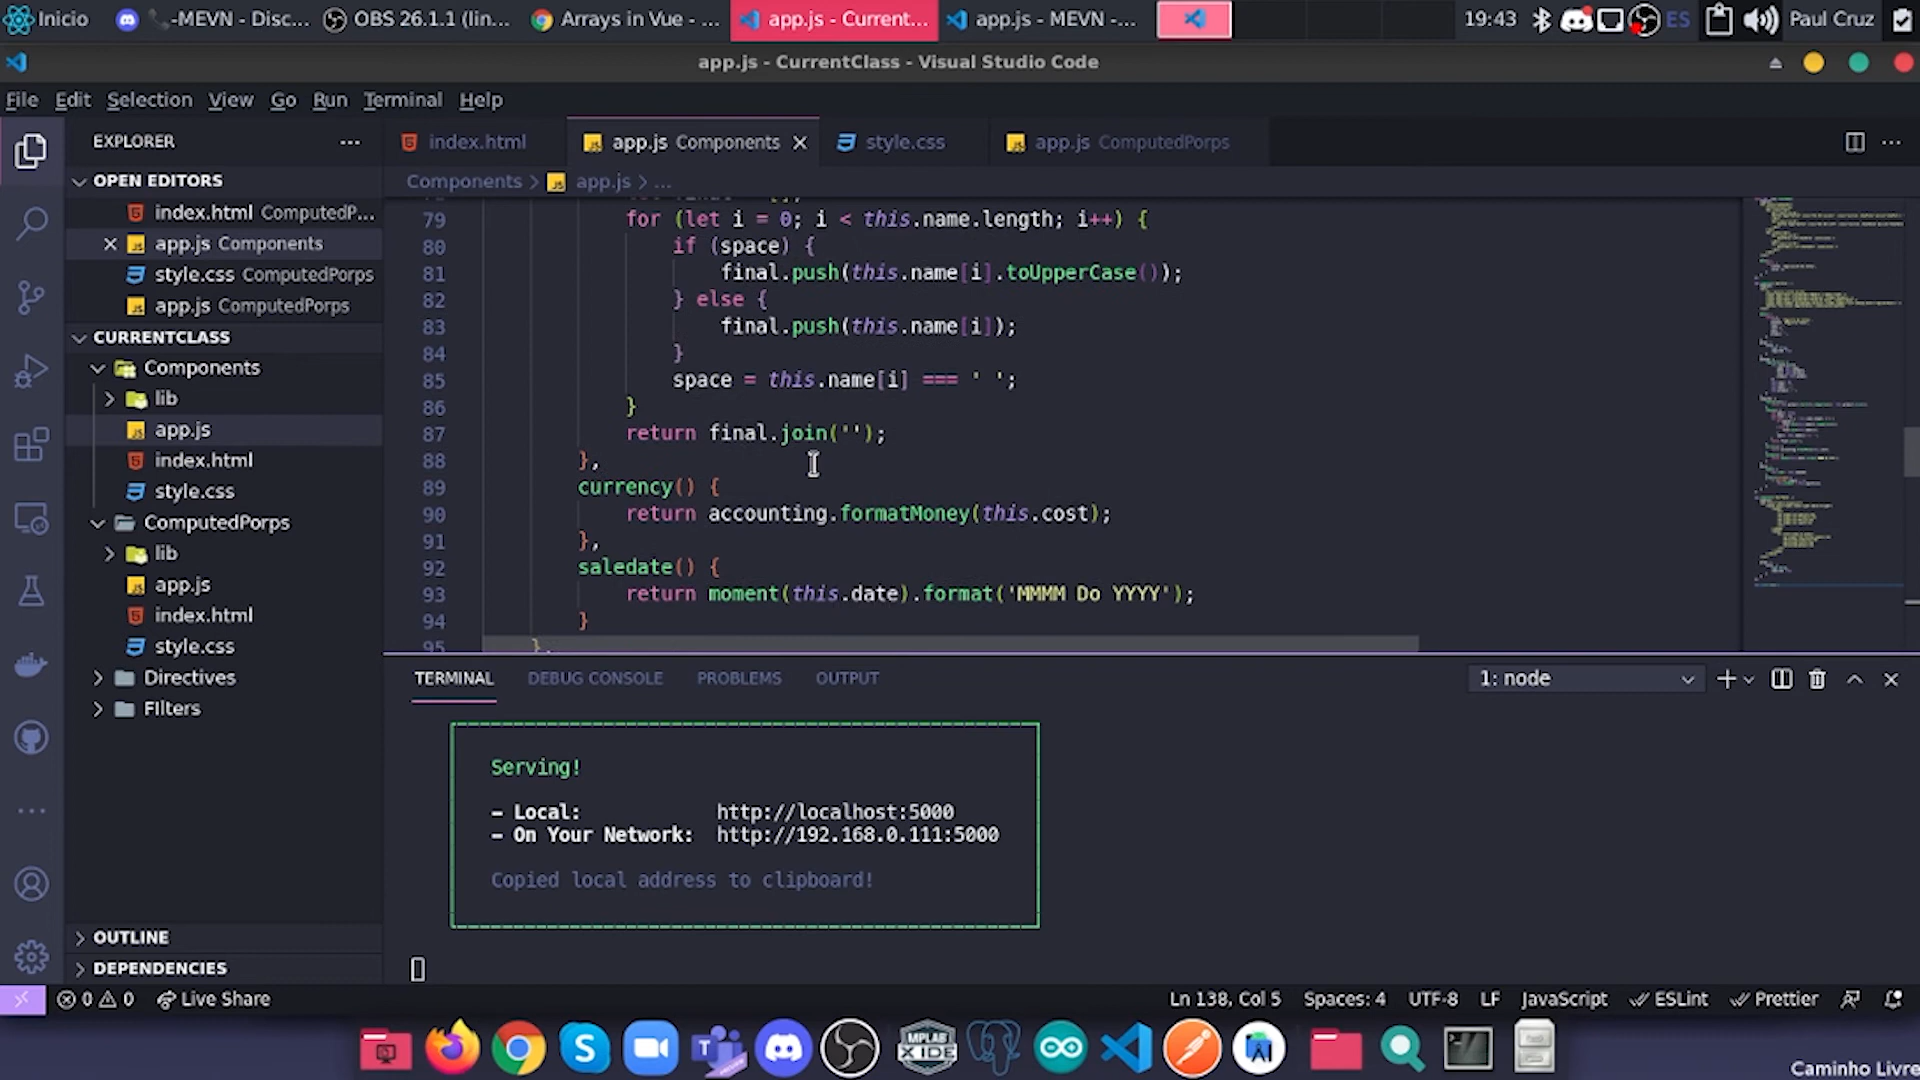 Inicio
-MEVN - Disc...
OBS 26.1.1 (lin...
Arrays in Vue - ...
app.js - Current...
app.js - MEVN -...
19:43
ES
Paul Cruz
app.js - CurrentClass - Visual Studio Code
File Edit Selection View Go Run Terminal Help
EXPLORER
index.html
app.js Components
style.css
app.js ComputedPorps
OPEN EDITORS
index.html ComputedP...
app.js Components
style.css ComputedPorps
app.js ComputedPorps
CURRENTCLASS
Components
lib
app.js
index.html
style.css
ComputedPorps
lib
app.js
index.html
style.css
Directives
FIlters
OUTLINE
DEPENDENCIES
Components > app.js > ...
79 for (let i = 0; i < this.name.length; i++) {
80 if (space) {
81 final.push(this.name[i].toUpperCase());
82 } else {
83 final.push(this.name[i]);
84 }
85 space = this.name[i] === ' ';
86 }
87 return final.join('');
88 },
89 currency() {
90 return accounting.formatMoney(this.cost);
91 },
92 saledate() {
93 return moment(this.date).format('MMMM Do YYYY');
94 }
95 },
TERMINAL DEBUG CONSOLE PROBLEMS OUTPUT
1: node
Serving!
- Local: http://localhost:5000
- On Your Network: http://192.168.0.111:5000
Copied local address to clipboard!
0 0 Live Share
Ln 138, Col 5 Spaces: 4 UTF-8 LF JavaScript ESLint Prettier
MPLAB
X IDE
Caminho Livre